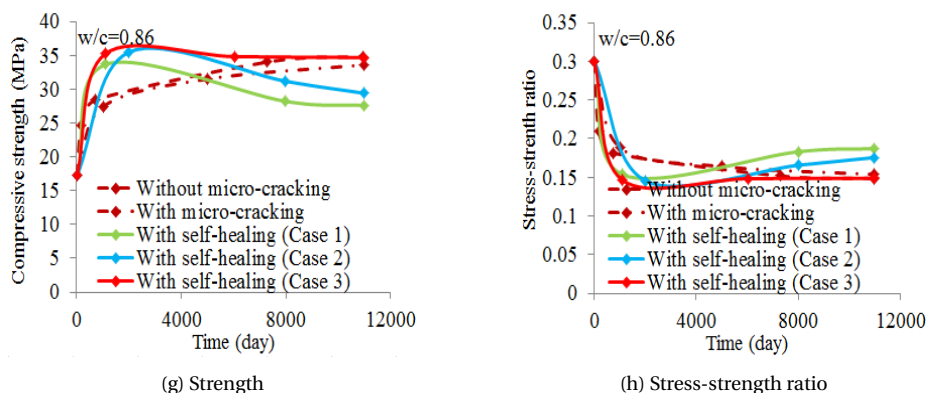 w/c=0.86
Compressive strength (MPa)
40
35
30
25
20
15
10
5
0
Without micro-cracking
With micro-cracking
With self-healing (Case 1)
With self-healing (Case 2)
With self-healing (Case 3)
0 4000 8000 12000
Time (day)
(g) Strength
w/c=0.86
Stress-strenth ratio
0.3
0.25
0.2
0.15
0.1
0.05
0
Without micro-cracking
With micro-cracking
With self-healing (Case 1)
With self-healing (Case 2)
With self-healing (Case 3)
0 4000 8000 12000
Time (day)
(h) Stress-strength ratio